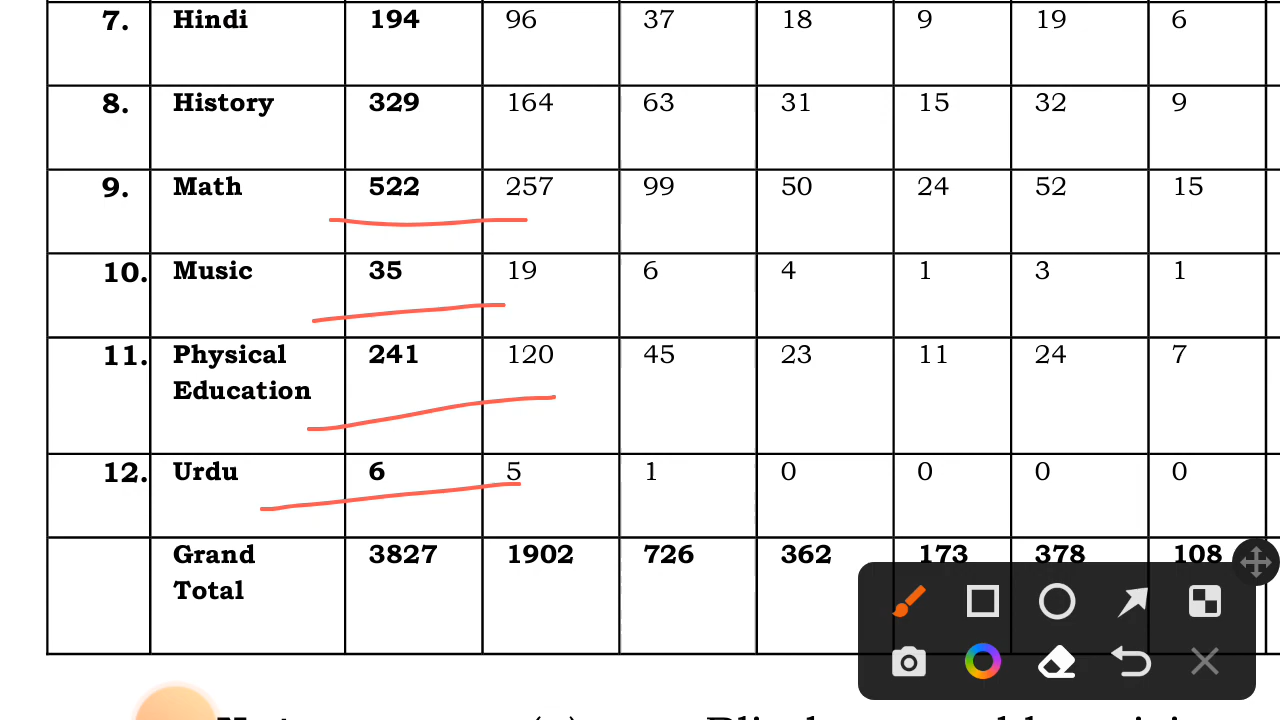 7. Hindi 194 96 37 18 9 19 6
8. History 329 164 63 31 15 32 9
9. Math 522 257 99 50 24 52 15
10. Music 35 19 6 4 1 3 1
11. Physical 241 120 45 23 11 24 7
Education
12. Urdu 6 5 1 0 0 0 0
Grand 3827 1902 726 362 173 378 108
Total